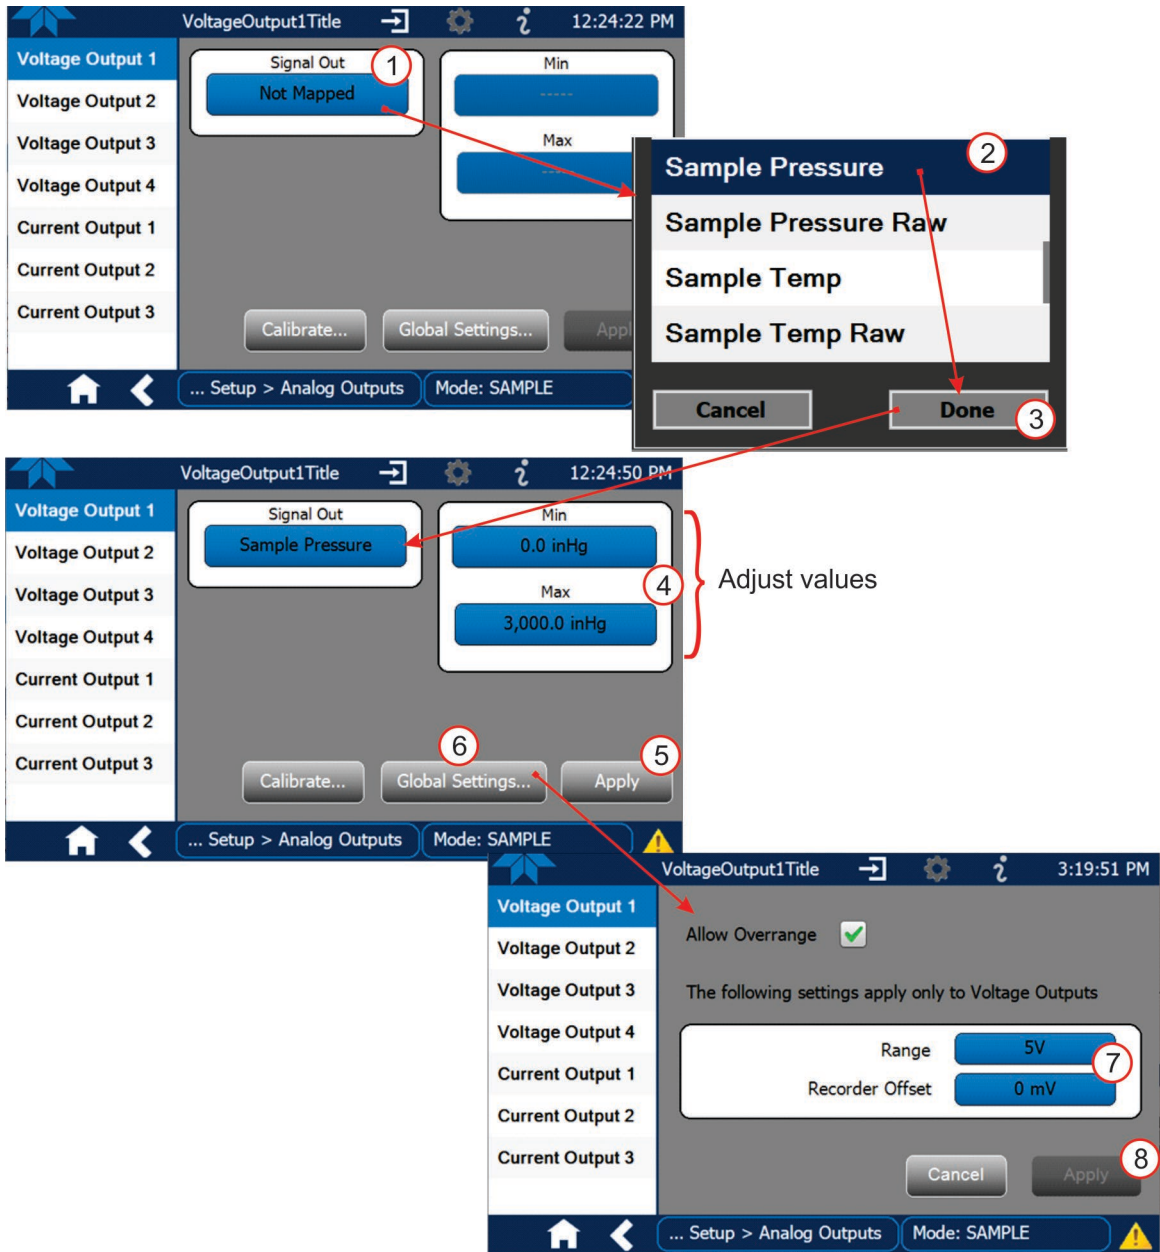 VoltageOutput1Title 12:24:22 PM
Voltage Output 1
Voltage Output 2
Voltage Output 3
Voltage Output 4
Current Output 1
Current Output 2
Current Output 3
Signal Out 1
Not Mapped
Min
-----
Max
-----
Calibrate... Global Settings... Appl
... Setup > Analog Outputs Mode: SAMPLE
Sample Pressure 2
Sample Pressure Raw
Sample Temp
Sample Temp Raw
Cancel Done 3
VoltageOutput1Title 12:24:50 PM
Voltage Output 1
Voltage Output 2
Voltage Output 3
Voltage Output 4
Current Output 1
Current Output 2
Current Output 3
Signal Out
Sample Pressure
Min
0.0 inHg
4
Max
3,000.0 inHg
Adjust values
6 5
Calibrate... Global Settings... Apply
... Setup > Analog Outputs Mode: SAMPLE
VoltageOutput1Title 3:19:51 PM
Voltage Output 1
Voltage Output 2
Voltage Output 3
Voltage Output 4
Current Output 1
Current Output 2
Current Output 3
Allow Overrange
The following settings apply only to Voltage Outputs
Range 5V
7
Recorder Offset 0 mV
Cancel Apply 8
... Setup > Analog Outputs Mode: SAMPLE